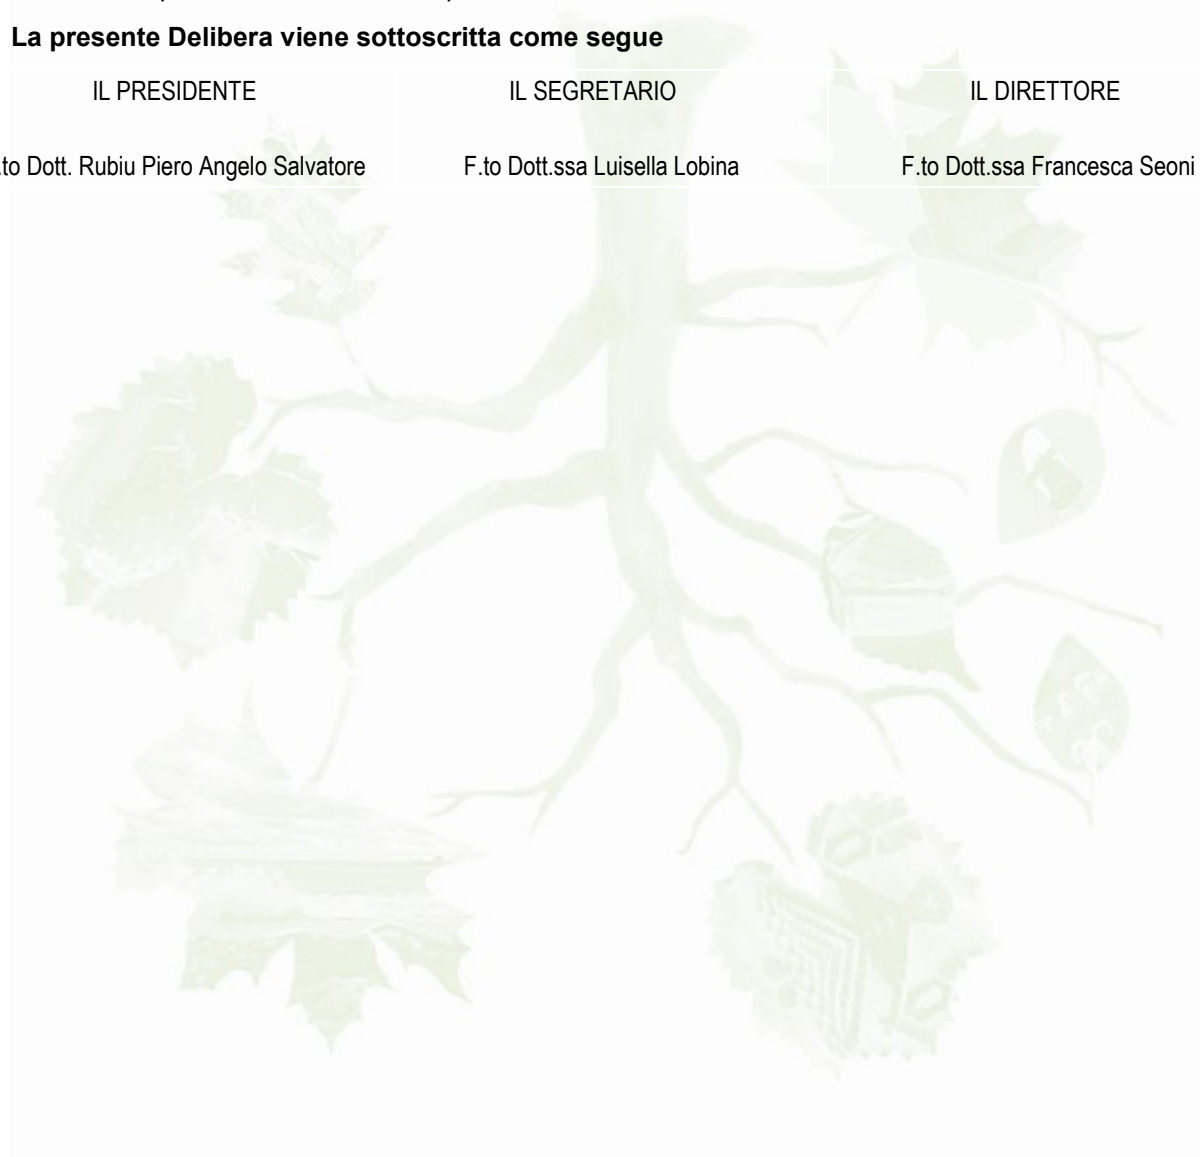 La presente Delibera viene sottoscritta come segue
IL PRESIDENTE IL SEGRETARIO IL DIRETTORE
.to Dott. Rubiu Piero Angelo Salvatore F.to Dott.ssa Luisella Lobina F.to Dott.ssa Francesca Seoni